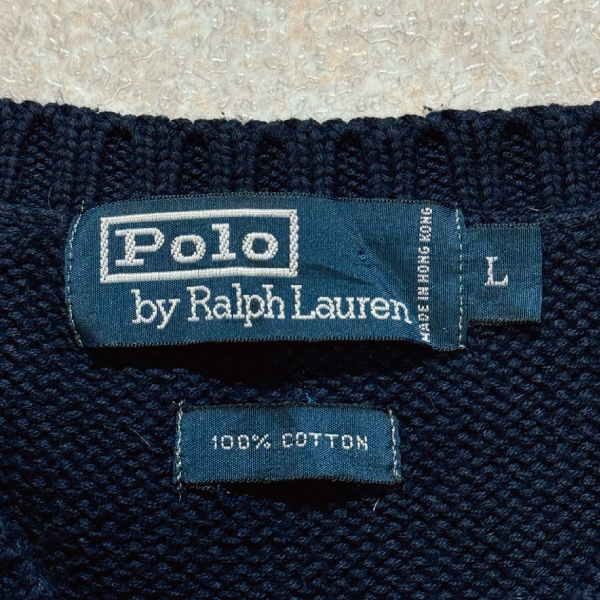 Polo
by Ralph Lauren
MADE IN HONG KONG
L
100% COTTON